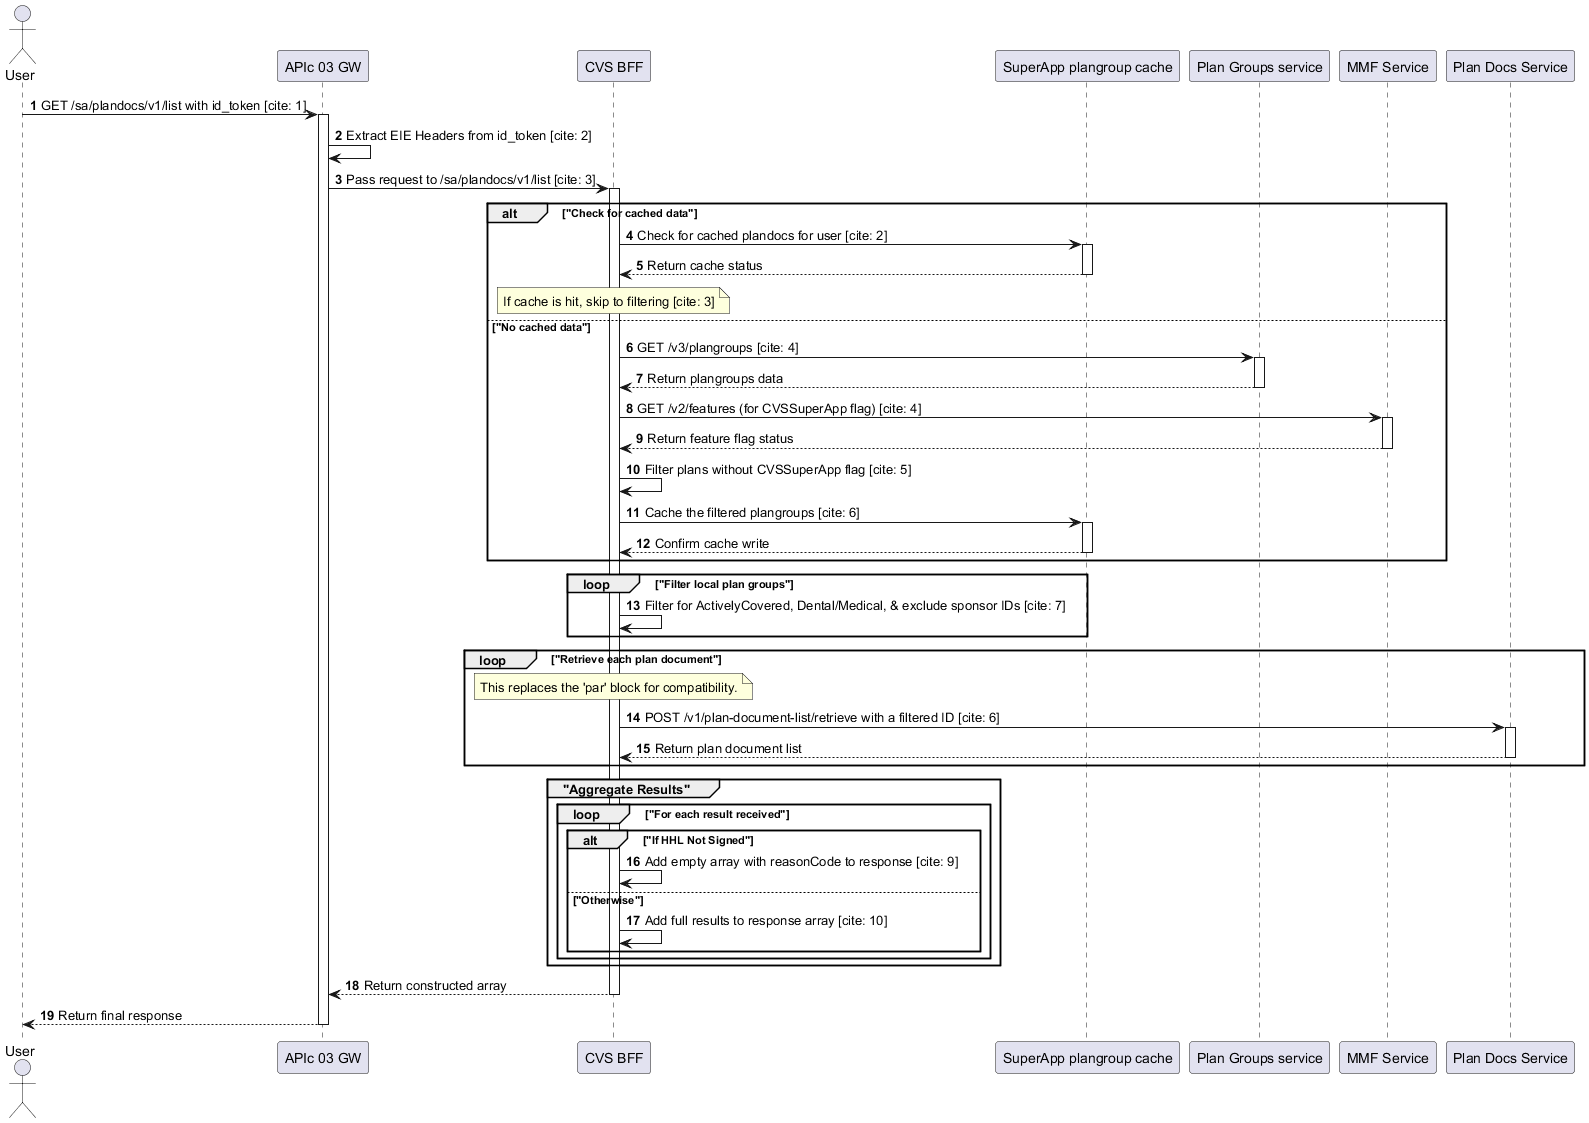 User
APIc 03 GW
CVS BFF
SuperApp plangroup cache
Plan Groups service
MMF Service
Plan Docs Service
1 GET /sa/plandocs/v1/list with id_token [cite: 1]
2 Extract EIE Headers from id_token [cite: 2]
3 Pass request to /sa/plandocs/v1/list [cite: 3]
alt ["Check for cached data"]
4 Check for cached plandocs for user [cite: 2]
5 Return cache status
If cache is hit, skip to filtering [cite: 3]
["No cached data"]
6 GET /v3/plangroups [cite: 4]
7 Return plangroups data
8 GET /v2/features (for CVSSuperApp flag) [cite: 4]
9 Return feature flag status
10 Filter plans without CVSSuperApp flag [cite: 5]
11 Cache the filtered plangroups [cite: 6]
12 Confirm cache write
loop ["Filter local plan groups"]
13 Filter for ActivelyCovered, Dental/Medical, & exclude sponsor IDs [cite: 7]
loop ["Retrieve each plan document"]
This replaces the 'par' block for compatibility.
14 POST /v1/plan-document-list/retrieve with a filtered ID [cite: 6]
15 Return plan document list
"Aggregate Results"
loop ["For each result received"]
alt ["If HHL Not Signed"]
16 Add empty array with reasonCode to response [cite: 9]
["Otherwise"]
17 Add full results to response array [cite: 10]
18 Return constructed array
19 Return final response
User
APIc 03 GW
CVS BFF
SuperApp plangroup cache
Plan Groups service
MMF Service
Plan Docs Service